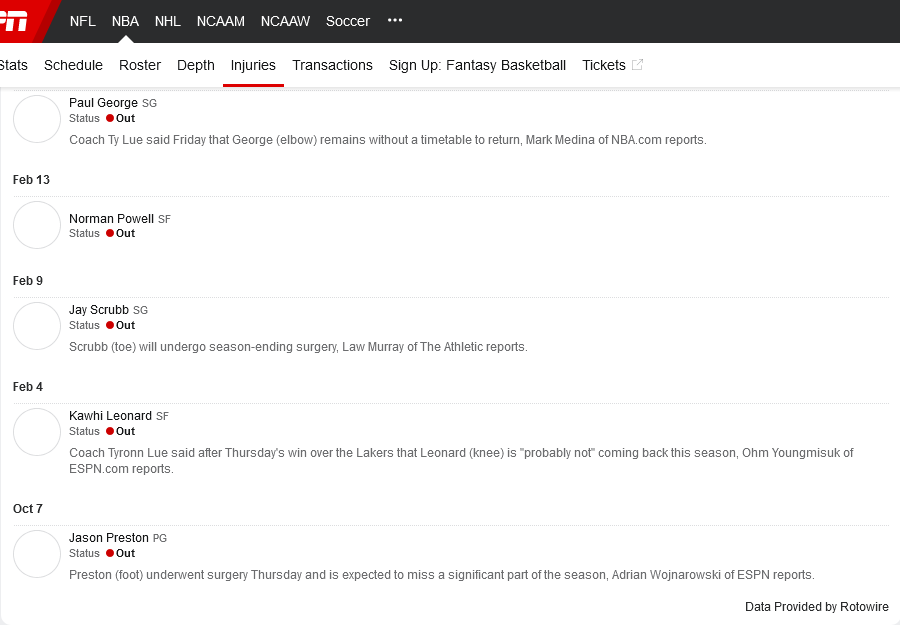 NFL NBA NHL NCAAM NCAAW Soccer •••
Stats Schedule Roster Depth Injuries Transactions Sign Up: Fantasy Basketball Tickets
Paul George SG
Status Out
Coach Ty Lue said Friday that George (elbow) remains without a timetable to return, Mark Medina of NBA.com reports.
Feb 13
Norman Powell SF
Status Out
Feb 9
Jay Scrubb SG
Status Out
Scrubb (toe) will undergo season-ending surgery, Law Murray of The Athletic reports.
Feb 4
Kawhi Leonard SF
Status Out
Coach Tyronn Lue said after Thursday's win over the Lakers that Leonard (knee) is "probably not" coming back this season, Ohm Youngmisuk of
ESPN.com reports.
Oct 7
Jason Preston PG
Status Out
Preston (foot) underwent surgery Thursday and is expected to miss a significant part of the season, Adrian Wojnarowski of ESPN reports.
Data Provided by Rotowire